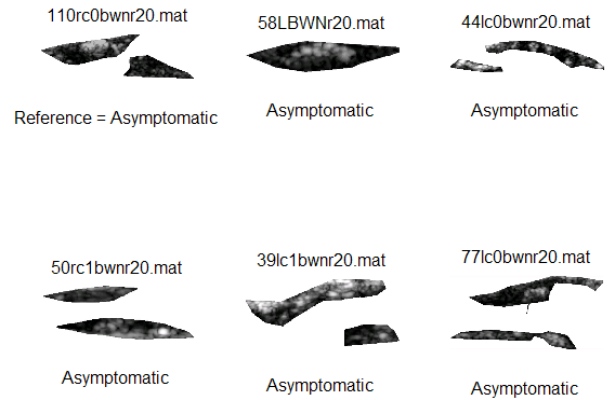 110rc0bwnr20.mat
58LBWNr20.mat
44lc0bwnr20.mat
Reference = Asymptomatic
Asymptomatic
Asymptomatic
50rc1bwnr20.mat
39lc1bwnr20.mat
77lc0bwnr20.mat
Asymptomatic
Asymptomatic
Asymptomatic